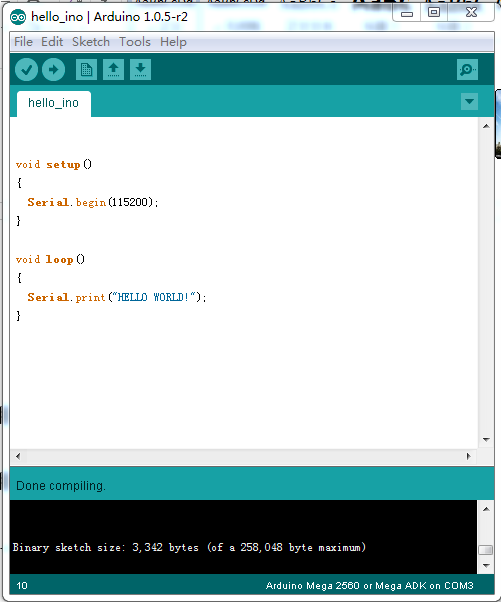 hello_ino | Arduino 1.0.5-r2
File Edit Sketch Tools Help
hello_ino
void setup()
{
  Serial.begin(115200);
}
void loop()
{
  Serial.print("HELLO WORLD!");
}
Done compiling.
Binary sketch size: 3,342 bytes (of a 258,048 byte maximum)
10
Arduino Mega 2560 or Mega ADK on COM3